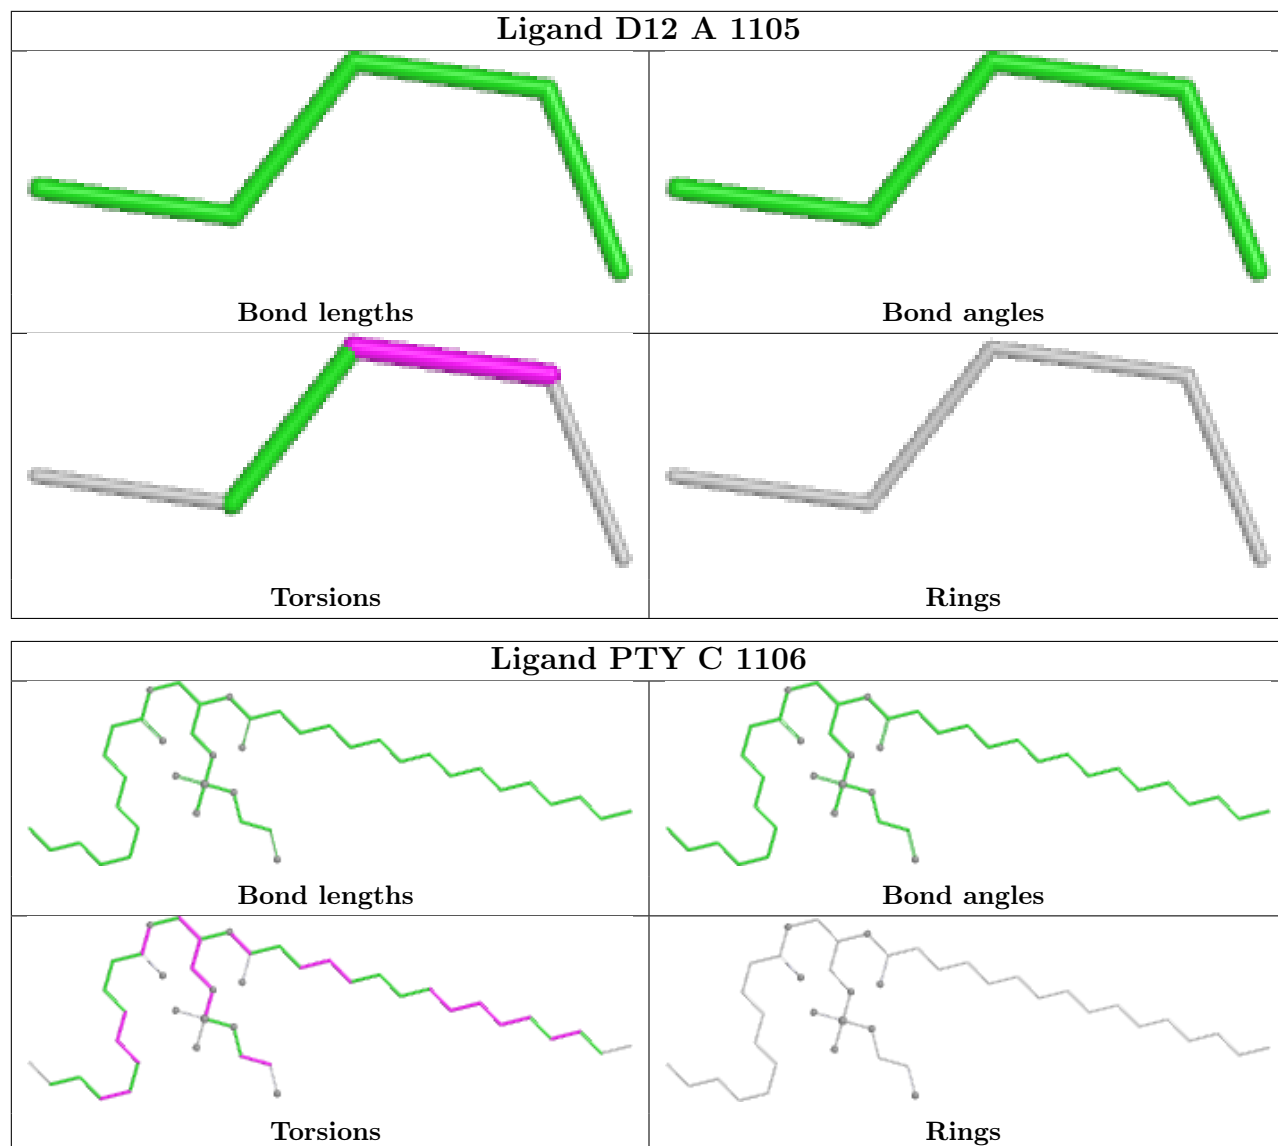 Ligand D12 A 1105
Bond lengths
Bond angles
Torsions
Rings
Ligand PTY C 1106
Bond lengths
Bond angles
Torsions
Rings